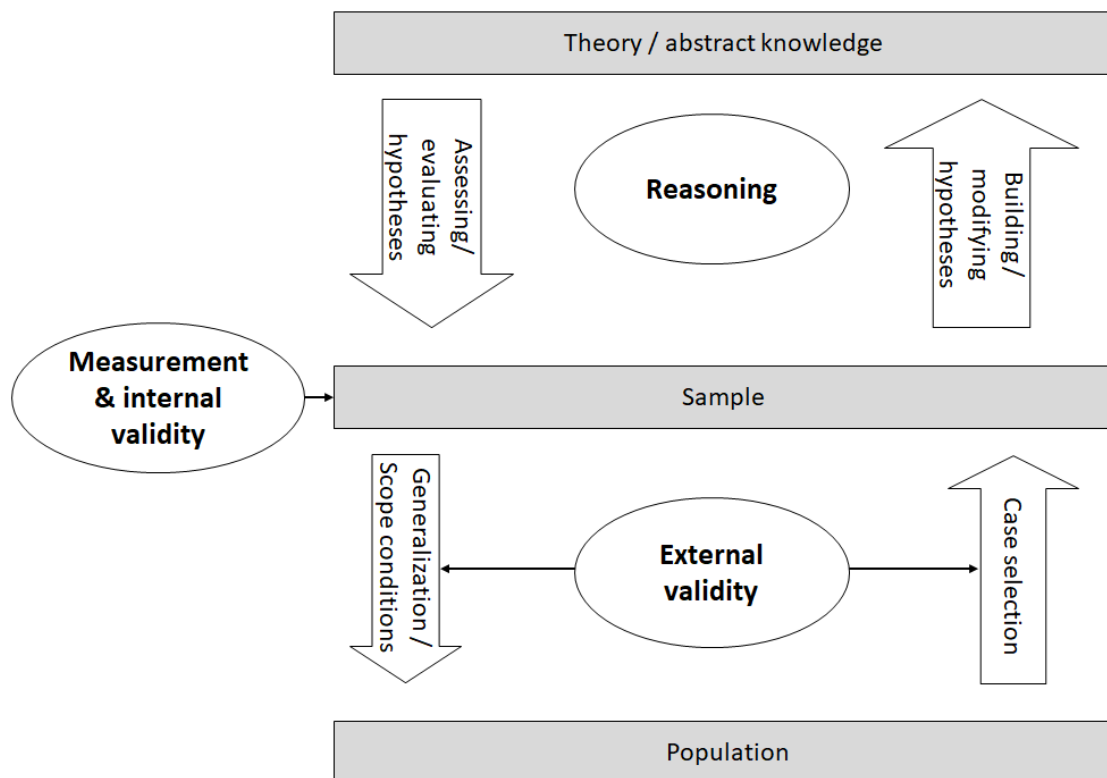 Theory / abstract knowledge
Assessing/
evaluating
hypotheses
Reasoning
Building/
modifying
hypotheses
Measurement
& internal
validity
Sample
Generalization /
Scope conditions
External
validity
Case selection
Population